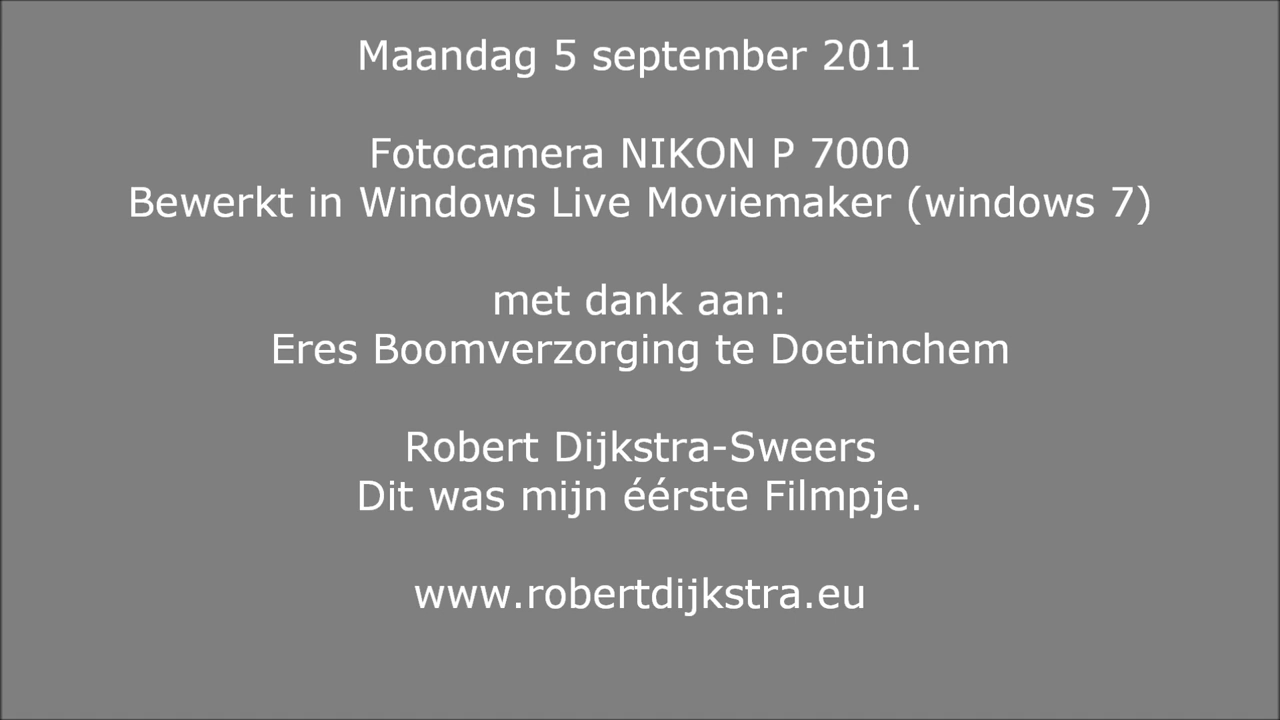 Maandag 5 september 2011
Fotocamera NIKON P 7000
Bewerkt in Windows Live Moviemaker (windows 7)
met dank aan:
Eres Boomverzorging te Doetinchem
Robert Dijkstra-Sweers
Dit was mijn éérste Filmpje.
www.robertdijkstra.eu